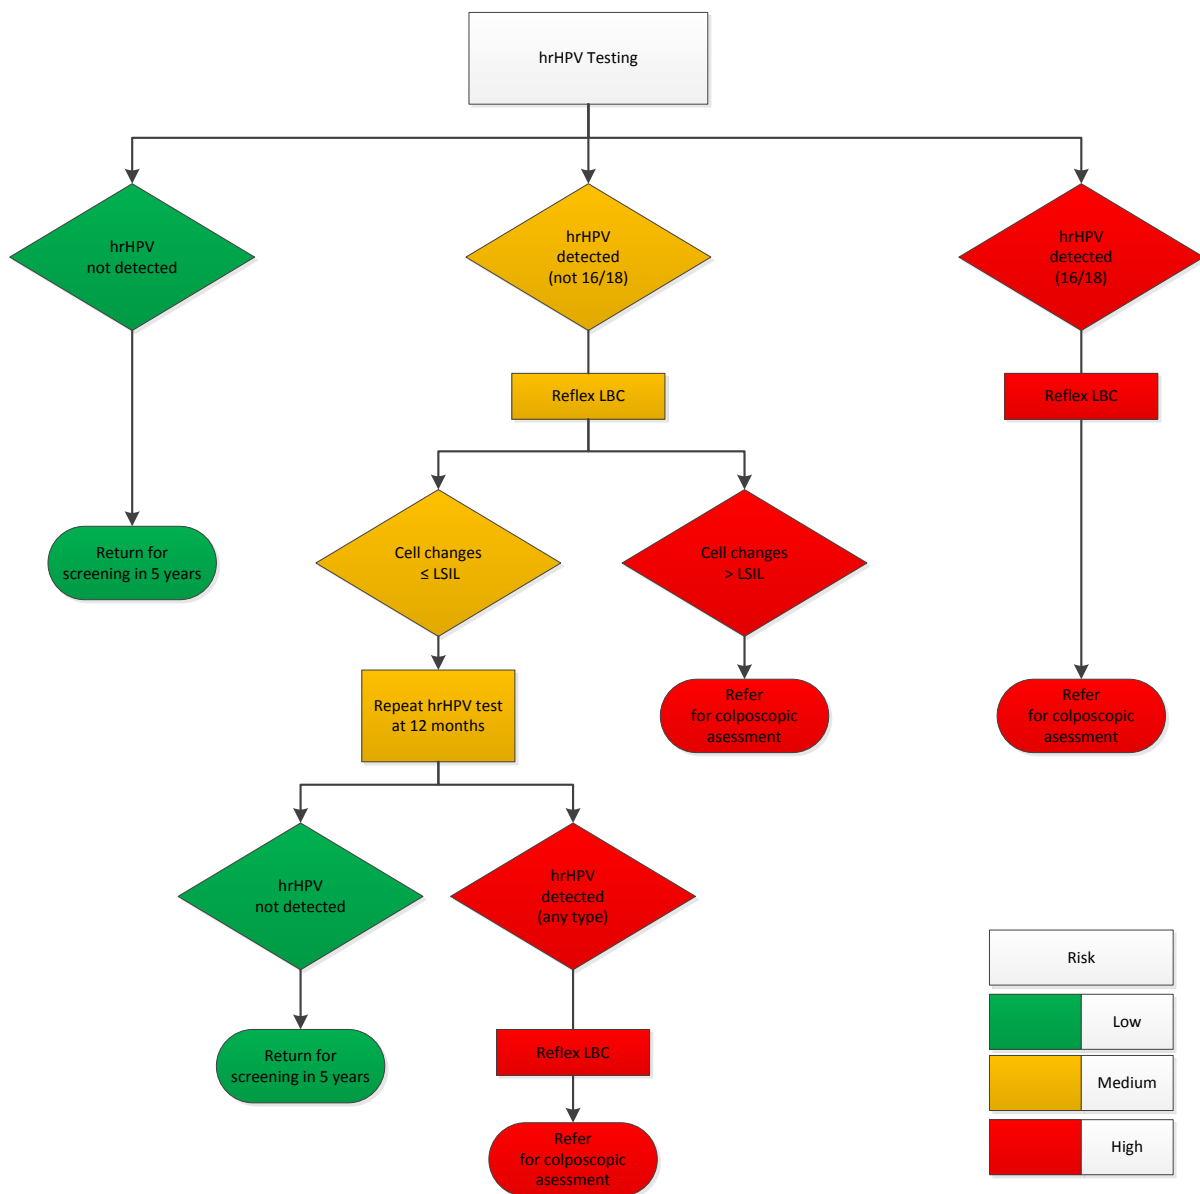 hrHPV Testing
hrHPV
not detected
hrHPV
detected
(not 16/18)
hrHPV
detected
(16/18)
Reflex LBC
Reflex LBC
Return for
screening in 5 years
Cell changes
≤ LSIL
Cell changes
> LSIL
Repeat hrHPV test
at 12 months
Refer
for colposcopic
asessment
Refer
for colposcopic
asessment
hrHPV
not detected
hrHPV
detected
(any type)
Return for
screening in 5 years
Reflex LBC
Refer
for colposcopic
asessment
Risk
Low
Medium
High